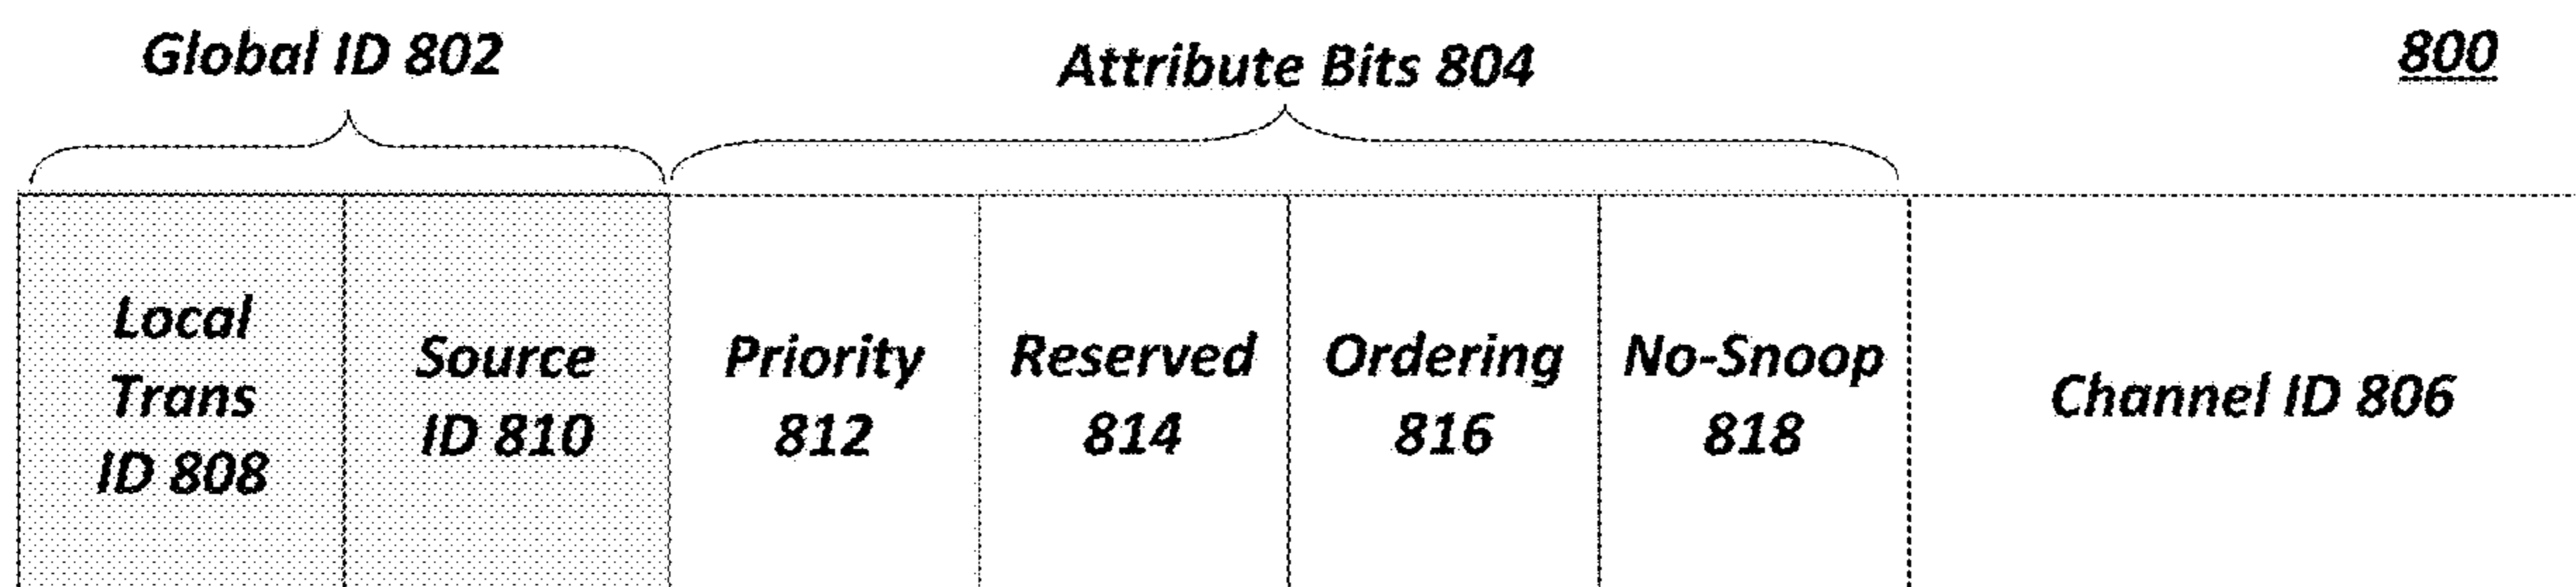 Global ID 802
Attribute Bits 804
800
Local
Trans
ID 808
Source
ID 810
Priority
812
Reserved
814
Ordering
816
No-Snoop
818
Channel ID 806